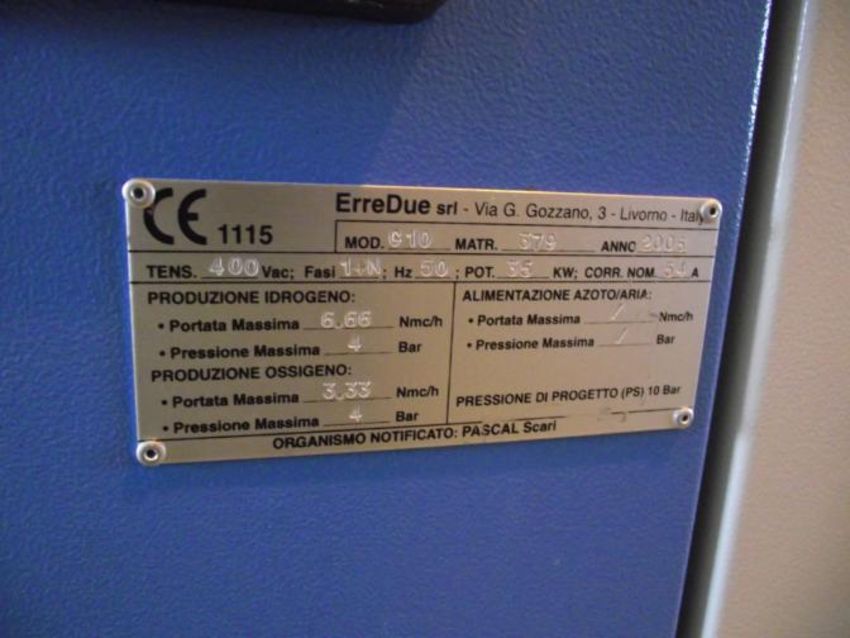 CE 1115
ErreDue srl - Via G. Gozzano, 3 - Livorno - Italy
MOD. G10 MATR. 379 ANNO
TENS. 400 Vac; Fasi 1+N; Hz 50; POT. 35 KW; CORR. NOM. 54 A
PRODUZIONE IDROGENO:
• Portata Massima 6.66 Nmc/h
• Pressione Massima 4 Bar
PRODUZIONE OSSIGENO:
• Portata Massima 3.33 Nmc/h
• Pressione Massima 4 Bar
ALIMENTAZIONE AZOTO/ARIA:
• Portata Massima / Nmc/h
• Pressione Massima / Bar
PRESSIONE DI PROGETTO (PS) 10 Bar
ORGANISMO NOTIFICATO: PASCAL Scari